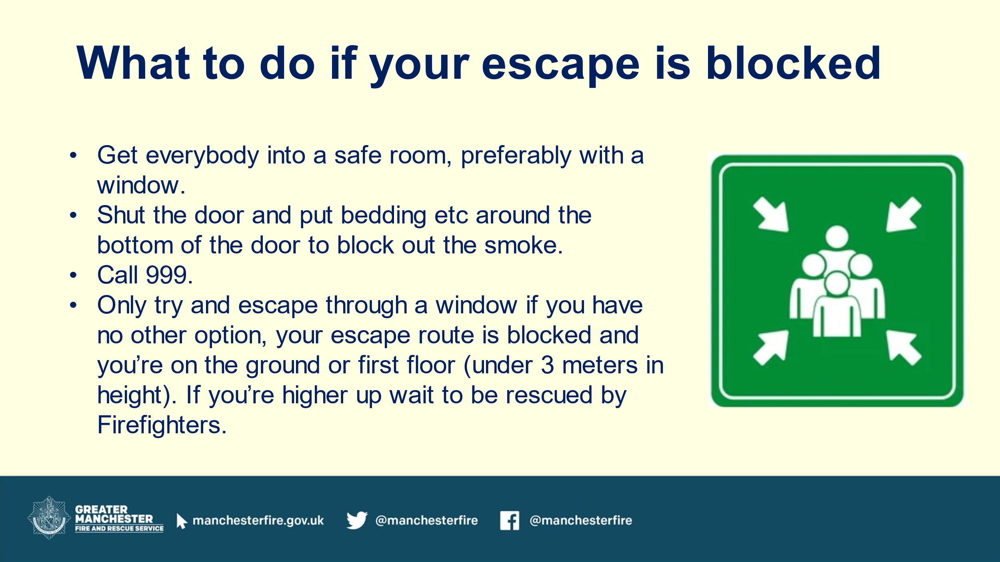 What to do if your escape is blocked
• Get everybody into a safe room, preferably with a
window.
• Shut the door and put bedding etc around the
bottom of the door to block out the smoke.
• Call 999.
• Only try and escape through a window if you have
no other option, your escape route is blocked and
you’re on the ground or first floor (under 3 meters in
height). If you’re higher up wait to be rescued by
Firefighters.
GREATER
MANCHESTER
FIRE AND RESCUE SERVICE
manchesterfire.gov.uk
@manchesterfire
@manchesterfire